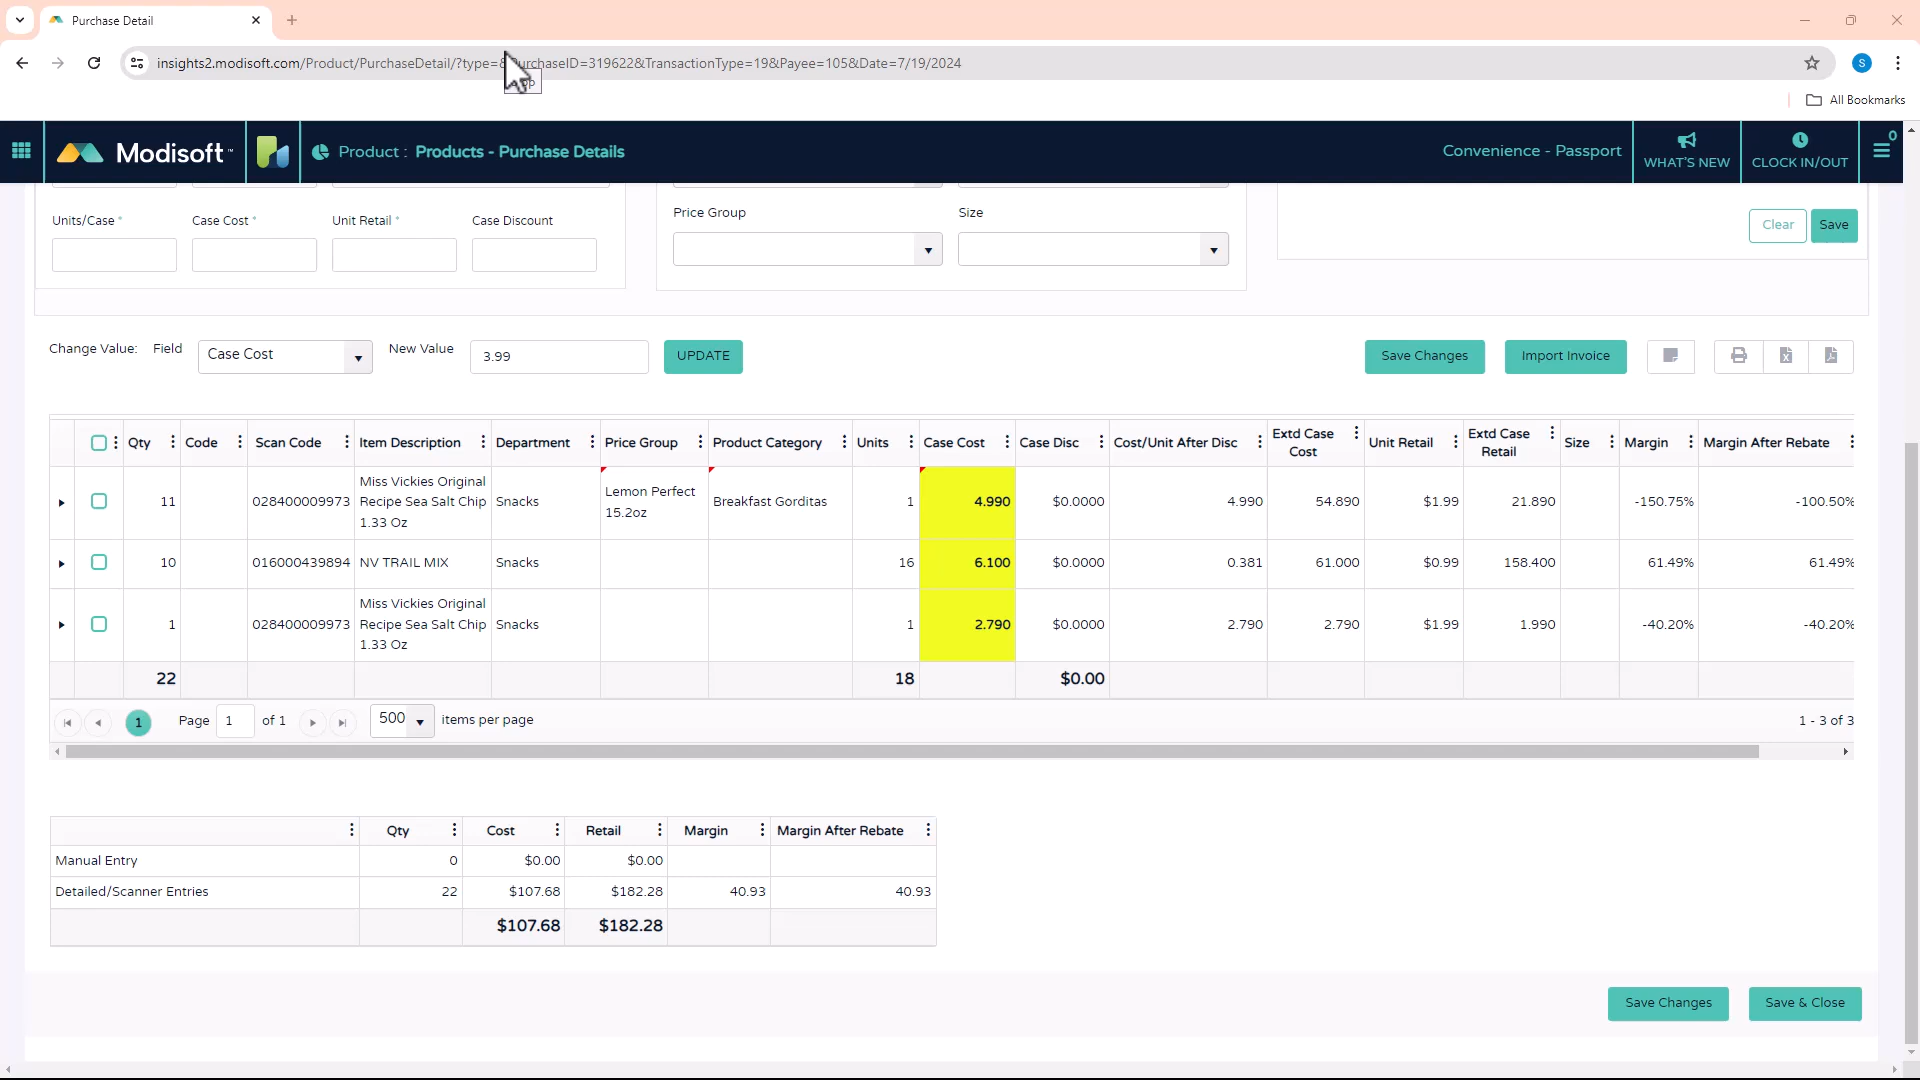 Purchase Detail
insights2.modisoft.com/Product/PurchaseDetail/?type=&PurchaseID=319622&TransactionType=19&Payee=105&Date=7/19/2024
S
All Bookmarks
Modisoft™
Product : Products - Purchase Details
Convenience - Passport
WHAT'S NEW
CLOCK IN/OUT
0
Price Group Size
Units/Case * Case Cost * Unit Retail * Case Discount
Clear Save
Change Value: Field Case Cost New Value 3.99 UPDATE Save Changes Import Invoice
Qty Code Scan Code Item Description Department Price Group Product Category Units Case Cost Case Disc Cost/Unit After Disc Extd Case Cost Unit Retail Extd Case Retail Size Margin Margin After Rebate
11 028400009973 Miss Vickies Original Recipe Sea Salt Chip 1.33 Oz Snacks Lemon Perfect 15.2oz Breakfast Gorditas 1 4.990 $0.0000 4.990 54.890 $1.99 21.890 -150.75% -100.50%
10 016000439894 NV TRAIL MIX Snacks 16 6.100 $0.0000 0.381 61.000 $0.99 158.400 61.49% 61.49%
1 028400009973 Miss Vickies Original Recipe Sea Salt Chip 1.33 Oz Snacks 1 2.790 $0.0000 2.790 2.790 $1.99 1.990 -40.20% -40.20%
22 18 $0.00
1 Page 1 of 1 500 items per page 1 - 3 of 3
Qty Cost Retail Margin Margin After Rebate
Manual Entry 0 $0.00 $0.00
Detailed/Scanner Entries 22 $107.68 $182.28 40.93 40.93
$107.68 $182.28
Save Changes Save & Close